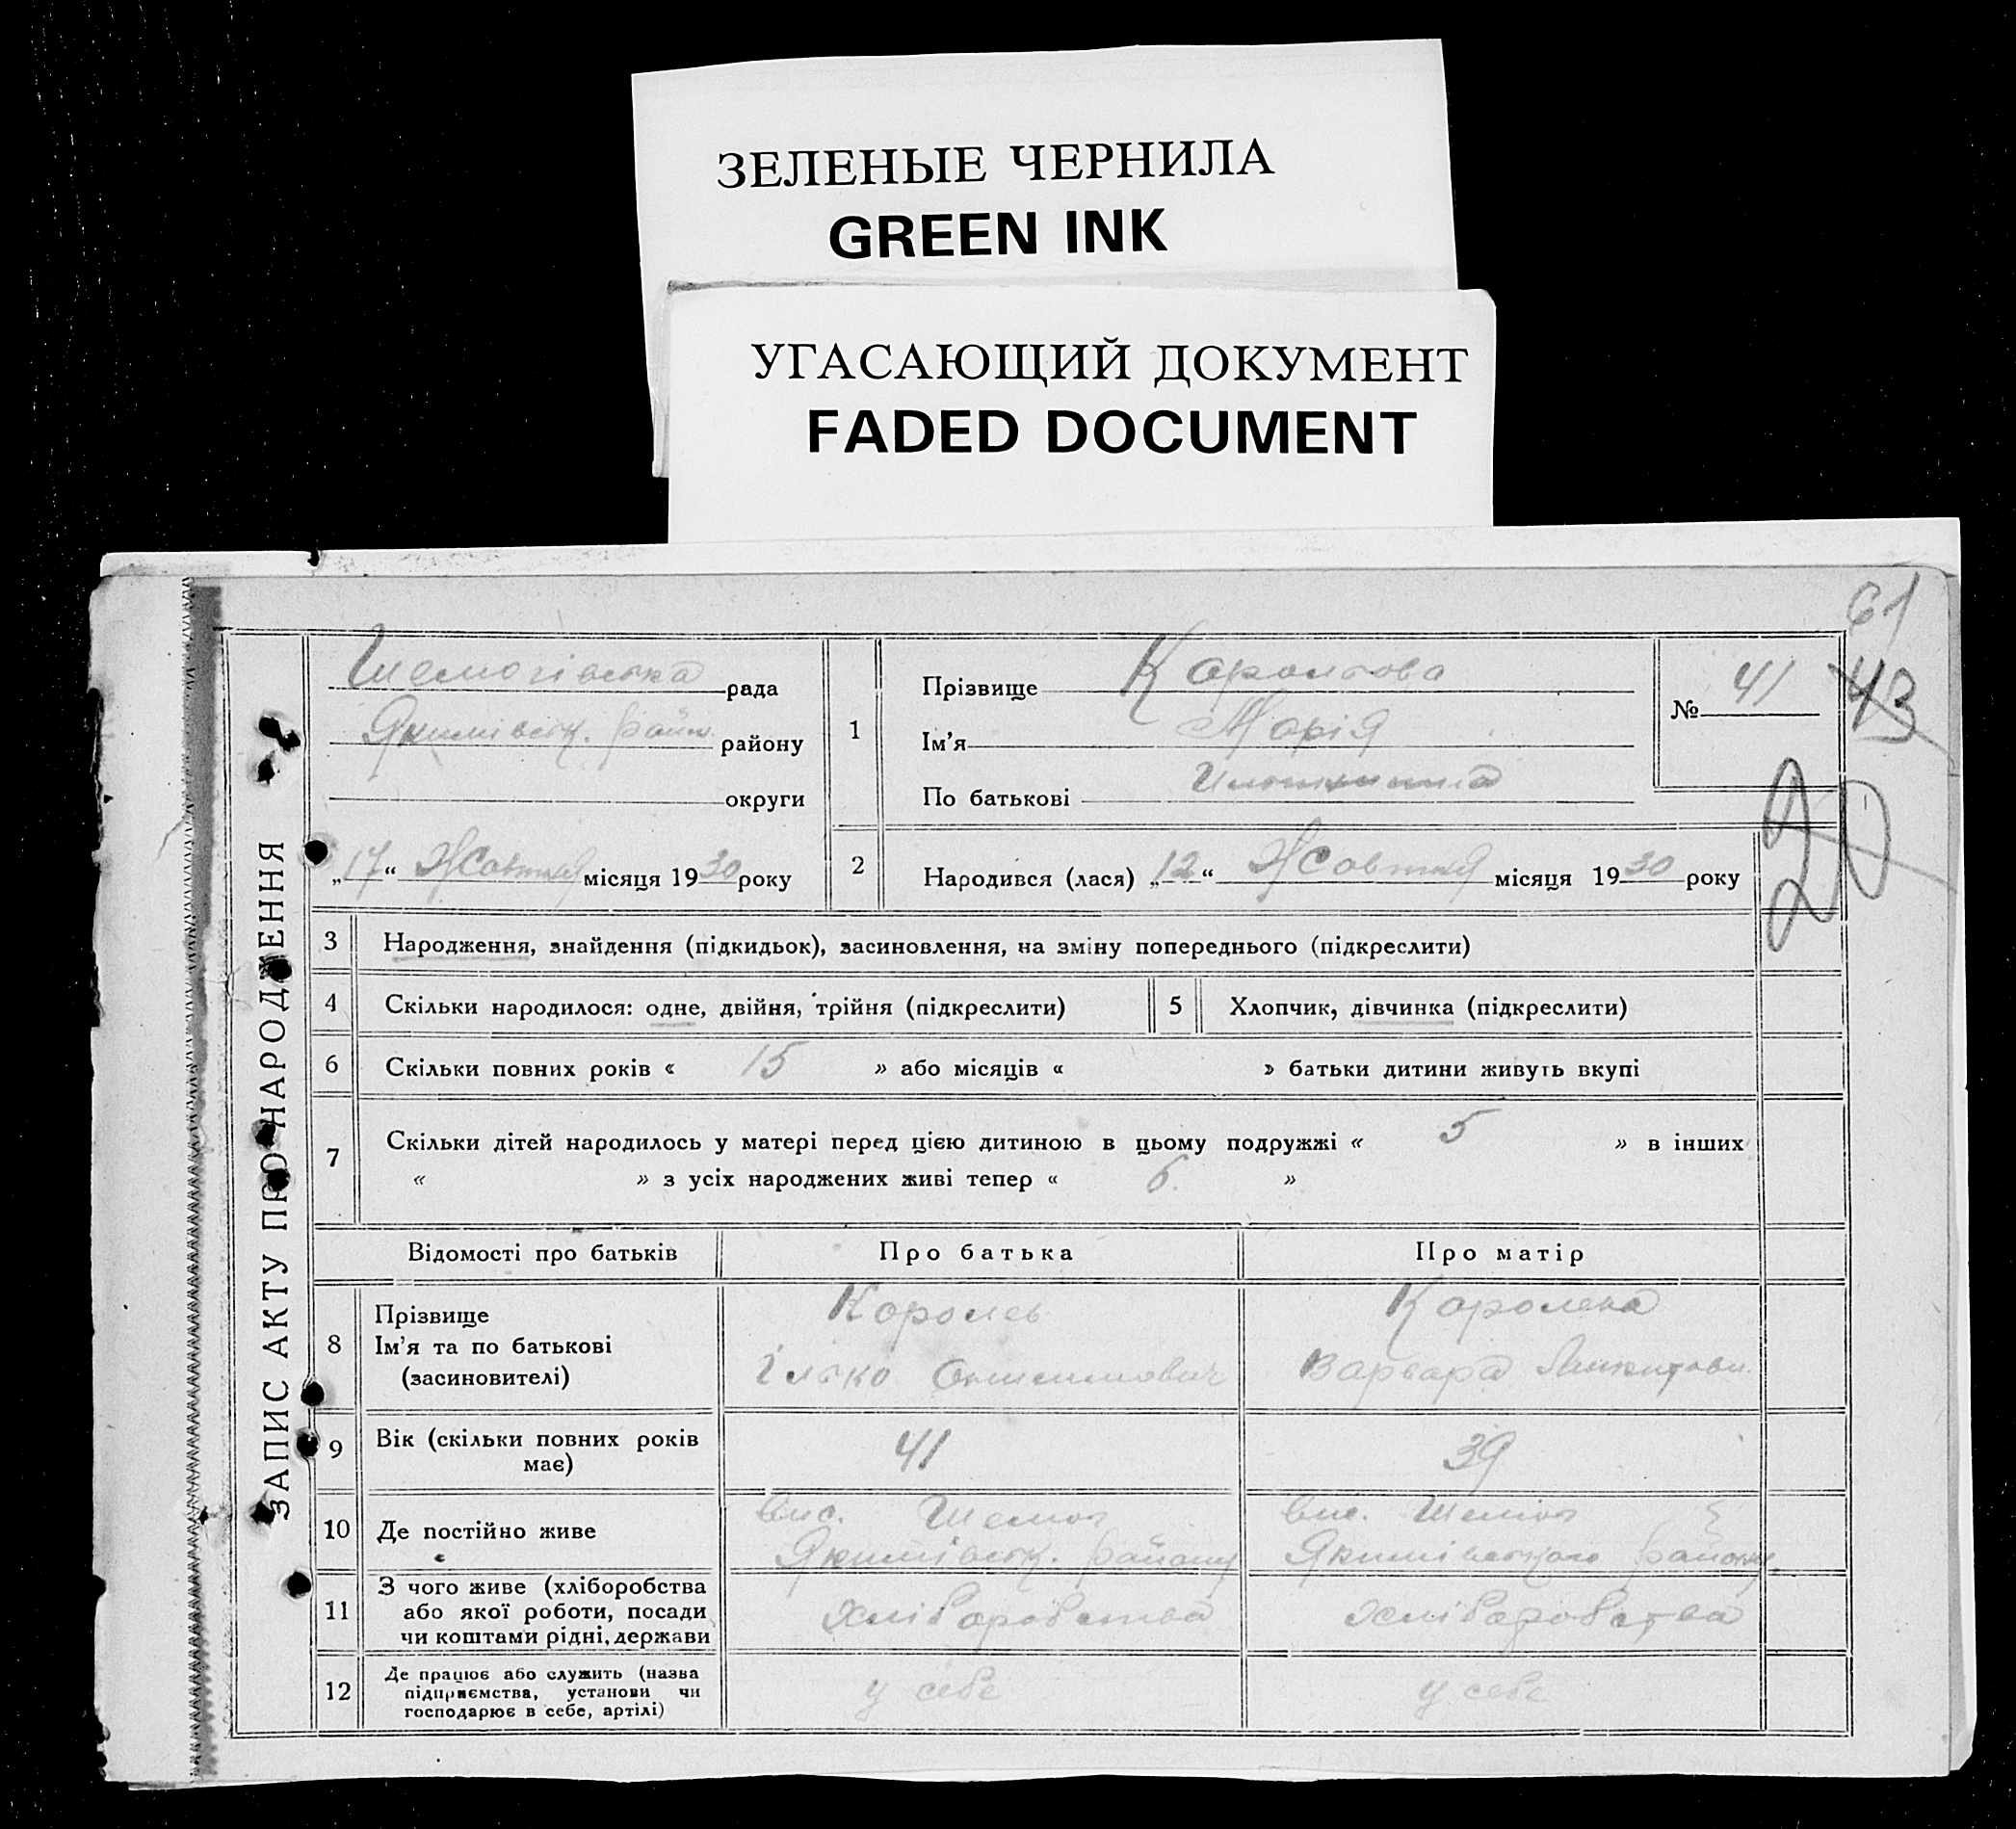 ЗЕЛЕНЫЕ ЧЕРНИЛА
GREEN INK
УГАСАЮЩИЙ ДОКУМЕНТ
FADED DOCUMENT
61
43
20
ЗАПИС АКТУ ПРО НАРОДЖЕННЯ
рада
Якимівськ. район району
округи
„17“ Жовтня місяця 1930 року
1
Прізвище
Ім'я Марія
По батькові
№ 41
2
Народився (лася) „12“ Жовтня місяця 1930 року
3 Народження, знайдення (підкидьок), засиновлення, на зміну попереднього (підкреслити)
4 Скільки народилося: одне, двійня, трійня (підкреслити)
5 Хлопчик, дівчинка (підкреслити)
6 Скільки повних років « 15 » або місяців « » батьки дитини живуть вкупі
7 Скільки дітей народилось у матері перед цією дитиною в цьому подружжі « 5 » в інших
« » з усіх народжених живі тепер « 6. »
Відомості про батьків Про батька Про матір
8
Прізвище
Ім'я та по батькові
(засиновителі)
Королев
Ілько
Королева
Варвара
9
Вік (скільки повних років
має)
41
39
10 Де постійно живе
вис.
Якимівськ. району
вис.
Якимівського району
11
З чого живе (хліборобства
або якої роботи, посади
чи коштами рідні, держави
хліборобства
хліборобства
12
Де працює або служить (назва
підприємства, установи чи
господарює в себе, артілі)
у себе
у себе